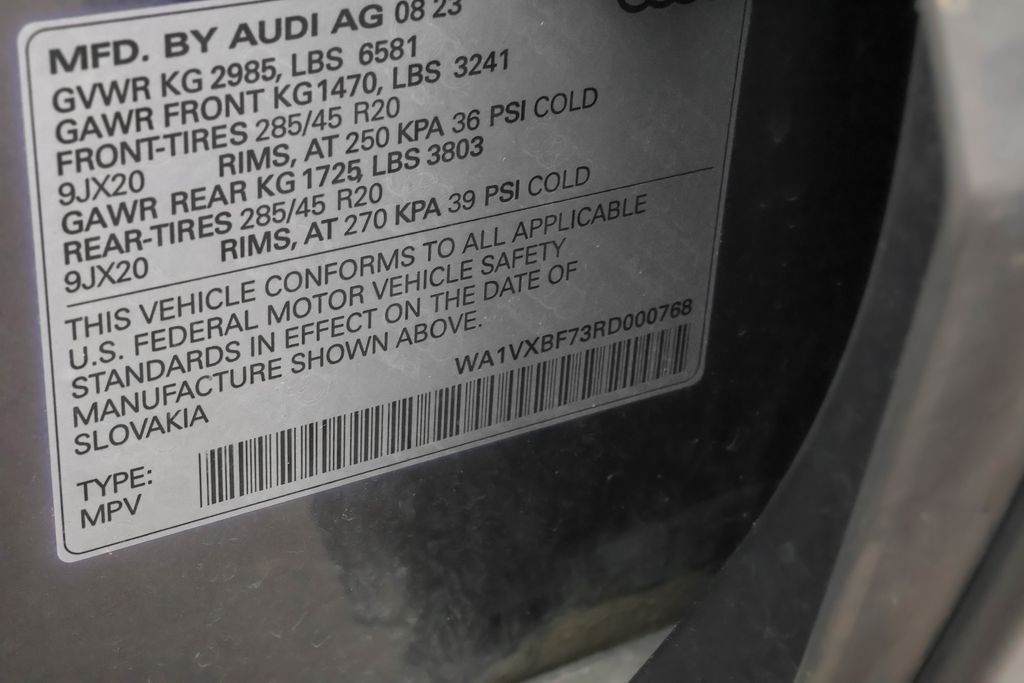 MFD. BY AUDI AG 08 23
GVWR KG 2985, LBS 6581
GAWR FRONT KG1470, LBS 3241
FRONT-TIRES 285/45 R20
9JX20 RIMS, AT 250 KPA 36 PSI COLD
GAWR REAR KG 1725, LBS 3803
REAR-TIRES 285/45 R20
9JX20 RIMS, AT 270 KPA 39 PSI COLD
THIS VEHICLE CONFORMS TO ALL APPLICABLE
U.S. FEDERAL MOTOR VEHICLE SAFETY
STANDARDS IN EFFECT ON THE DATE OF
MANUFACTURE SHOWN ABOVE.
SLOVAKIA WA1VXBF73RD000768
TYPE:
MPV